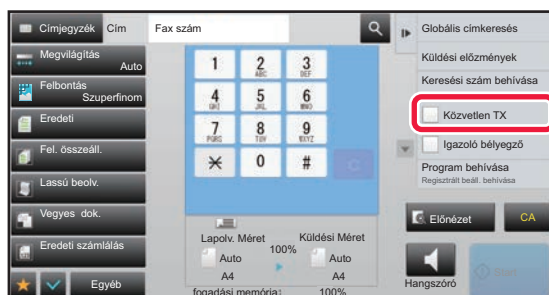 Címjegyzék
Cím
Fax szám
Globális címkeresés
Megvilágítás
Auto
Küldési előzmények
Felbontás
Szuperfinom
Keresési szám behívása
Eredeti
Közvetlen TX
Fel. összeáll.
Igazoló bélyegző
Lassú beolv.
Program behívása
Regisztrált beáll. behívása
Vegyes dok.
Eredeti számlálás
Egyéb
1
2
ABC
3
DEF
4
GHI
5
JKL
6
MNO
7
PQRS
8
TUV
9
WXYZ
0
#
C
Lapolv. Méret
100%
Küldési Méret
Auto
A4
Auto
A4
fogadási memória: 100%
Előnézet
CA
Hangszóró
Start